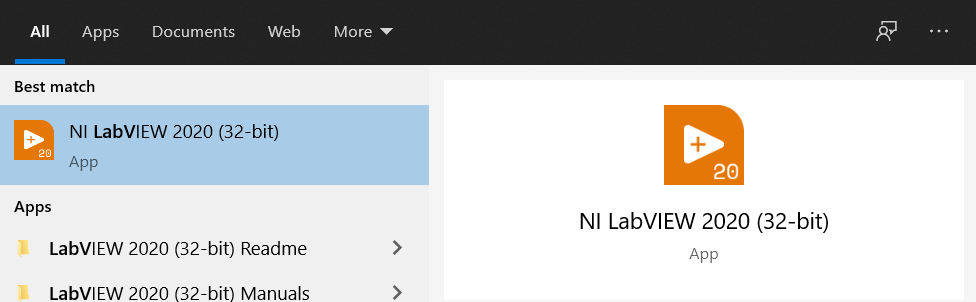 All Apps Documents Web More
Best match
NI LabVIEW 2020 (32-bit)
App
20
Apps
LabVIEW 2020 (32-bit) Readme
LabVIEW 2020 (32-bit) Manuals
20
NI LabVIEW 2020 (32-bit)
App